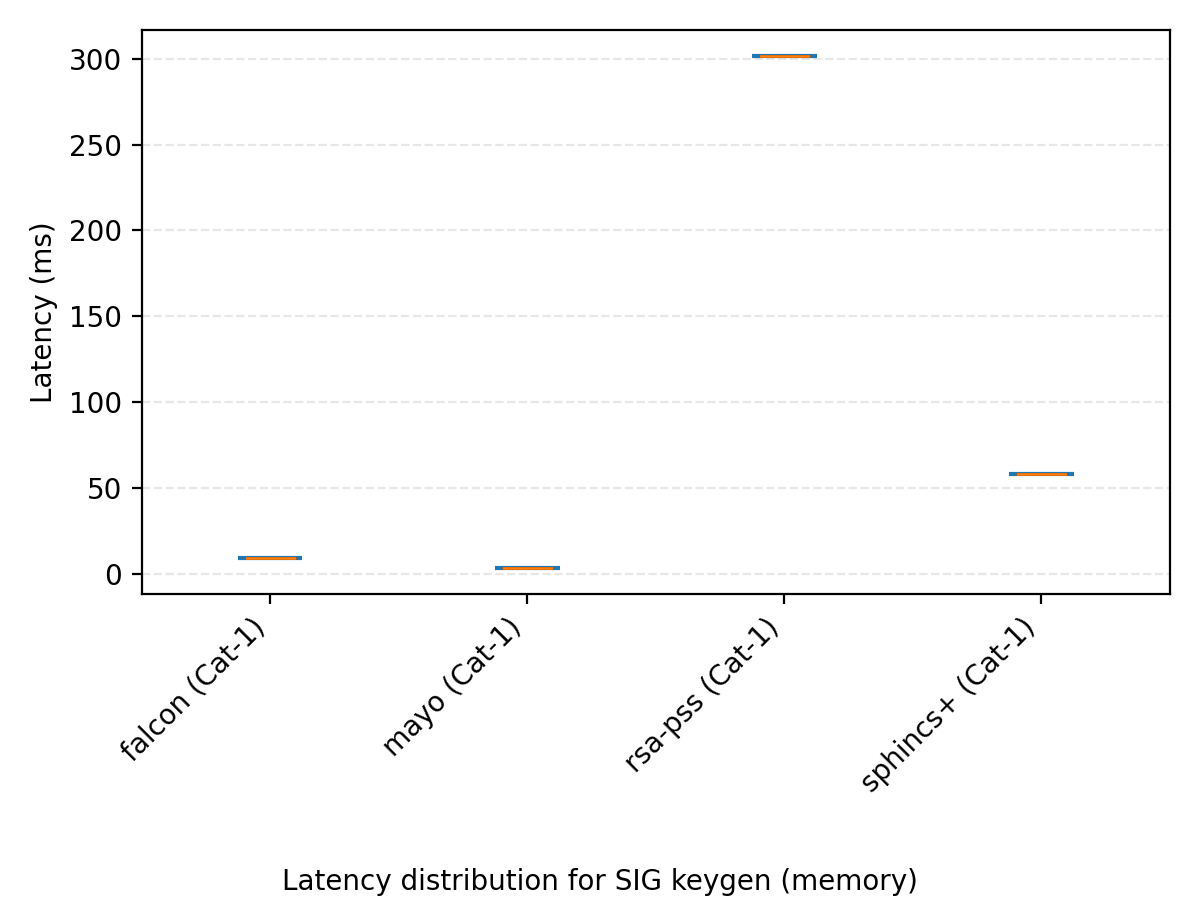 300
250
200
150
100
50
0
Latency (ms)
falcon (Cat-1)
mayo (Cat-1)
rsa-pss (Cat-1)
sphincs+ (Cat-1)
Latency distribution for SIG keygen (memory)